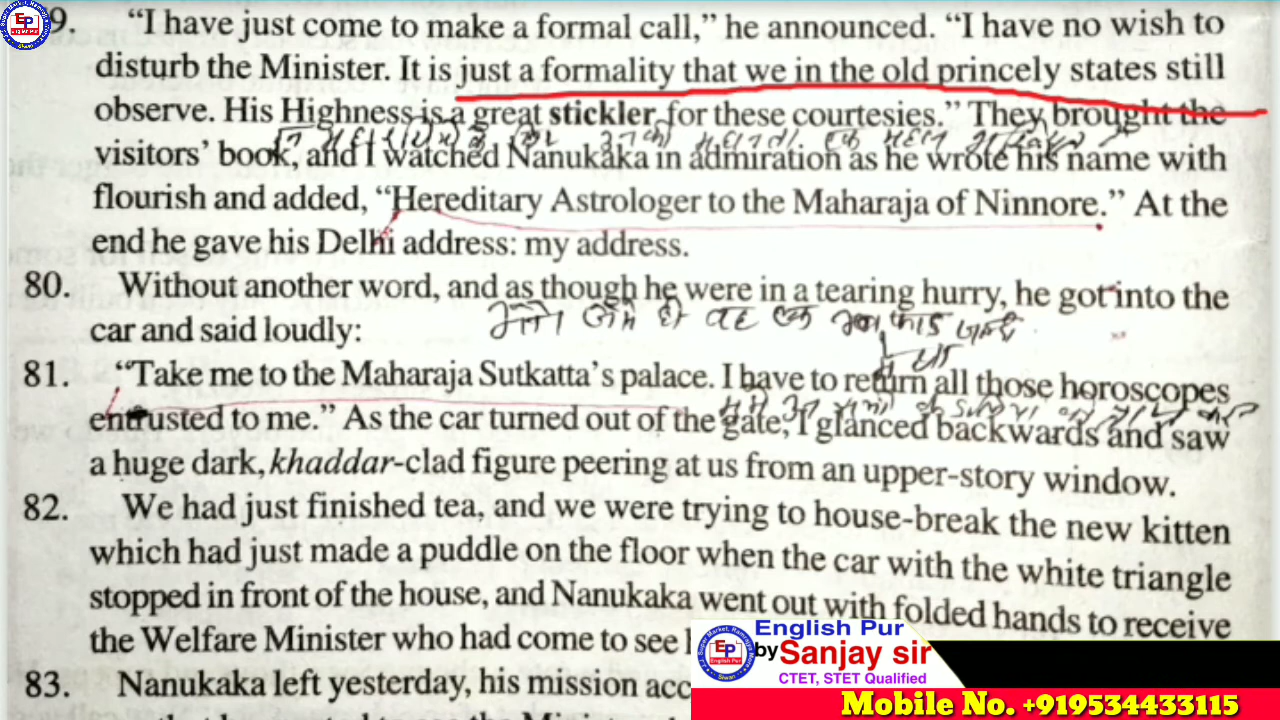 9. “I have just come to make a formal call,” he announced. “I have no wish to
disturb the Minister. It is just a formality that we in the old princely states still
observe. His Highness is a great stickler for these courtesies.” They brought the
visitors’ book, and I watched Nanukaka in admiration as he wrote his name with
flourish and added, “Hereditary Astrologer to the Maharaja of Ninnore.” At the
end he gave his Delhi address: my address.
80. Without another word, and as though he were in a tearing hurry, he got into the
car and said loudly:
81. “Take me to the Maharaja Sutkatta’s palace. I have to return all those horoscopes
entrusted to me.” As the car turned out of the gate, I glanced backwards and saw
a huge dark, khaddar-clad figure peering at us from an upper-story window.
82. We had just finished tea, and we were trying to house-break the new kitten
which had just made a puddle on the floor when the car with the white triangle
stopped in front of the house, and Nanukaka went out with folded hands to receive
the Welfare Minister who had come to see
83. Nanukaka left yesterday, his mission
EP
English Pur
Siwan
English Pur
by Sanjay sir
CTET, STET Qualified
Mobile No. +919534433115